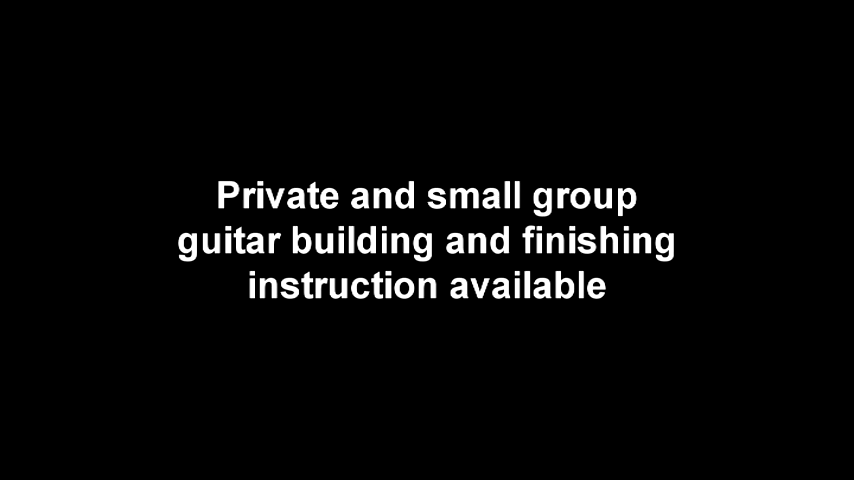 Private and small group
guitar building and finishing
instruction available